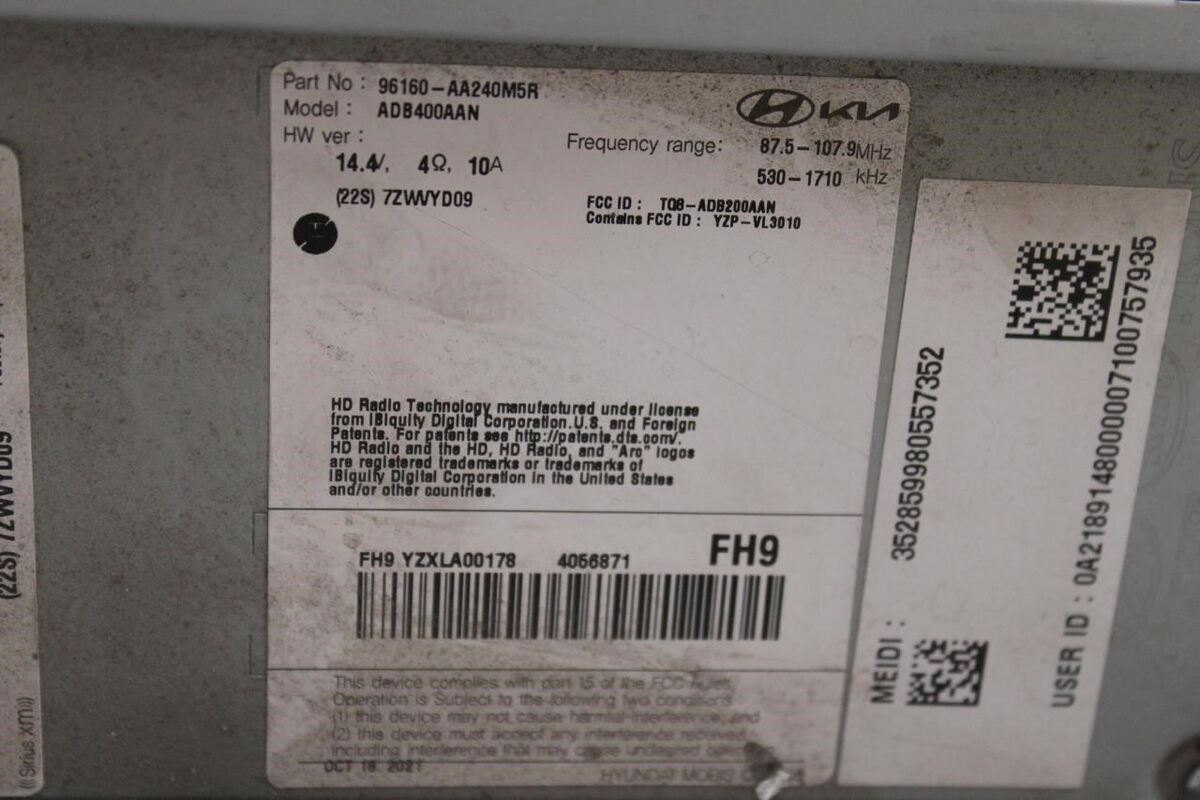 Part No : 96160-AA240M5R
Model : ADB400AAN
HW ver :
14.4V, 4Ω, 10A
(22S) 7ZWVYD09
KIA
Frequency range: 87.5-107.9MHz
530-1710 kHz
FCC ID : TQ8-ADB200AAN
Contains FCC ID : YZP-VL3010
HD Radio Technology manufactured under license
from iBiquity Digital Corporation.U.S. and Foreign
Patents. For patents see http://patents.dts.com/.
HD Radio and the HD, HD Radio, and "Arc" logos
are registered trademarks or trademarks of
iBiquity Digital Corporation in the United States
and/or other countries.
FH9 YZXLA00178 4056871 FH9
This device complies with part 15 of the FCC Rules.
Operation is Subject to the following two conditions
(1) this device may not cause harmful interference, and
(2) this device must accept any interference received,
including interference that may cause undesired
OCT 18. 2021
HYUNDAI MOBIS
MEIDI : 352859980557352
USER ID : 0A2189148000007100757935
(22S) 7ZWVYD09
((Sirius xm))